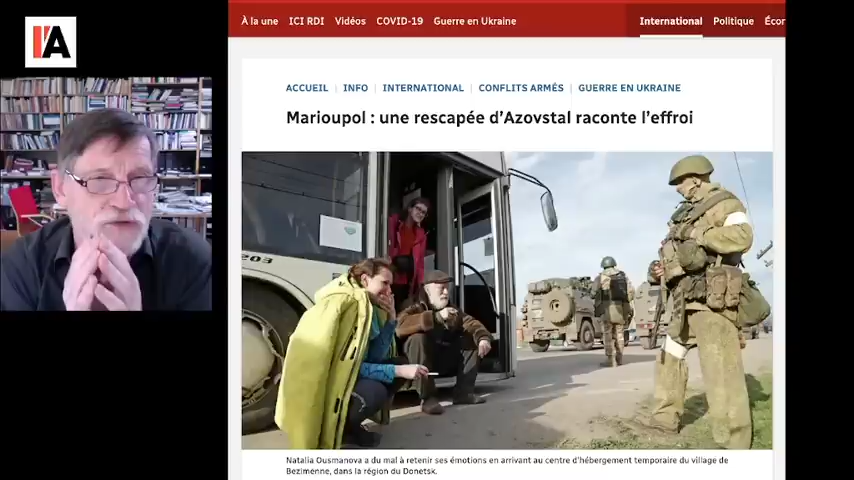 IA
À la une ICI RDI Vidéos COVID-19 Guerre en Ukraine International Politique Écor
ACCUEIL | INFO | INTERNATIONAL | CONFLITS ARMÉS | GUERRE EN UKRAINE
Marioupol : une rescapée d'Azovstal raconte l'effroi
203
Natalia Ousmanova a du mal à retenir ses émotions en arrivant au centre d'hébergement temporaire du village de
Bezimenne, dans la région du Donetsk.